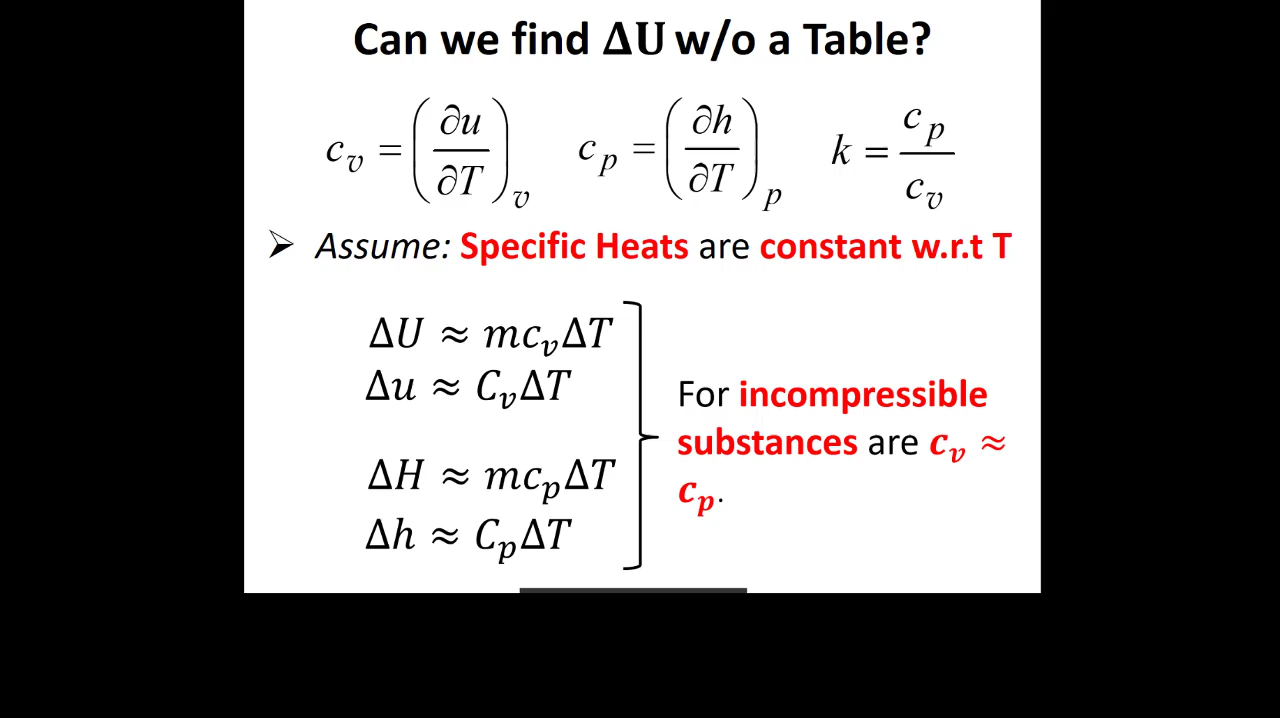 Can we find ΔU w/o a Table?
c_v = (∂u/∂T)_v c_p = (∂h/∂T)_p k = c_p/c_v
➢ Assume: Specific Heats are constant w.r.t T
ΔU ≈ mc_vΔT
Δu ≈ C_vΔT
ΔH ≈ mc_pΔT
Δh ≈ C_pΔT
For incompressible
substances are c_v ≈
c_p.